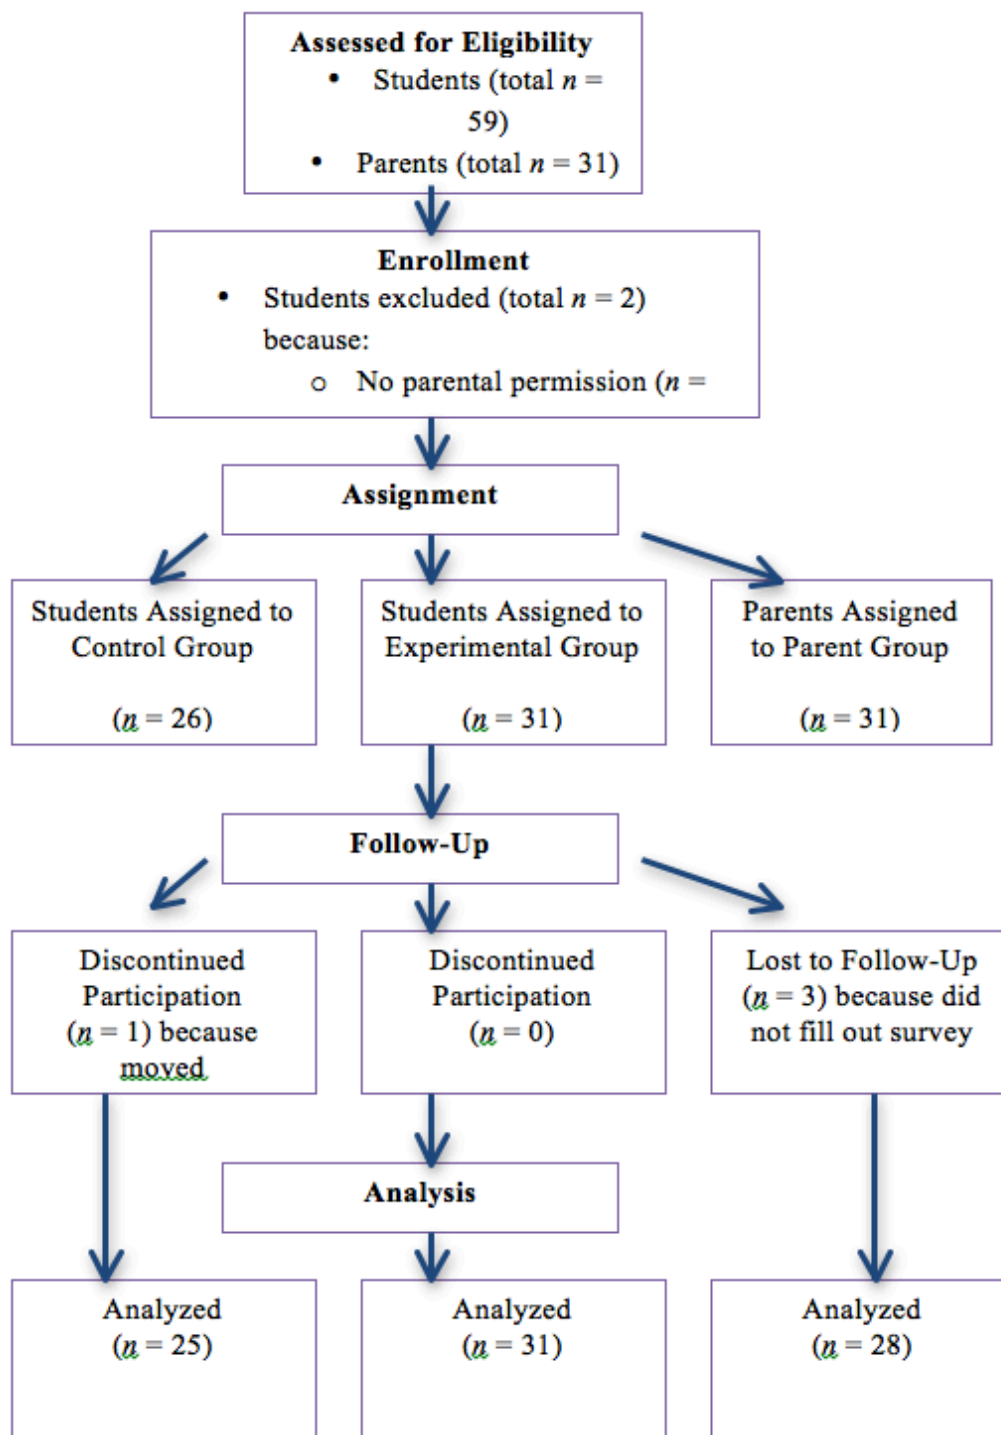 Assessed for Eligibility
• Students (total n =
59)
• Parents (total n = 31)
Enrollment
• Students excluded (total n = 2)
because:
o No parental permission (n =
Assignment
Students Assigned to
Control Group
(n = 26)
Students Assigned to
Experimental Group
(n = 31)
Parents Assigned
to Parent Group
(n = 31)
Follow-Up
Discontinued
Participation
(n = 1) because
moved
Discontinued
Participation
(n = 0)
Lost to Follow-Up
(n = 3) because did
not fill out survey
Analysis
Analyzed
(n = 25)
Analyzed
(n = 31)
Analyzed
(n = 28)